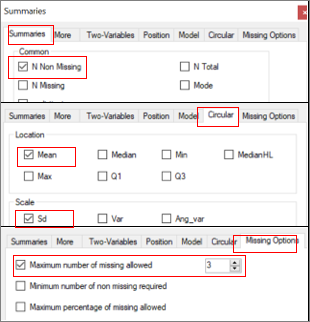 Summaries
Summaries More Two-Variables Position Model Circular Missing Options
Common
N Non Missing N Total
N Missing Mode
Summaries More Two-Variables Position Model Circular Missing Options
Location
Mean Median Min MedianHL
Max Q1 Q3
Scale
Sd Var Ang_var
Summaries More Two-Variables Position Model Circular Missing Options
Maximum number of missing allowed 3
Minimum number of non missing required
Maximum percentage of missing allowed